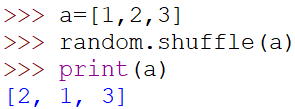 >>> a=[1,2,3]
>>> random.shuffle(a)
>>> print(a)
[2, 1, 3]